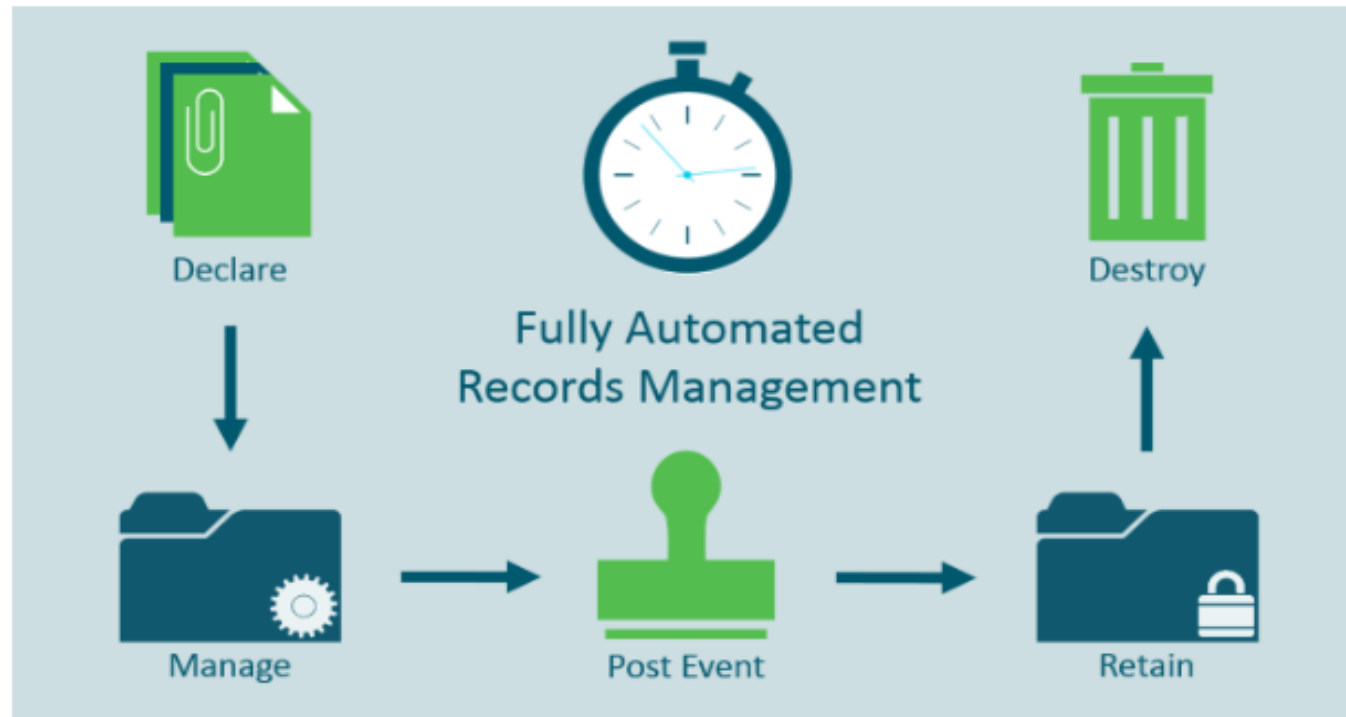 Declare
Destroy
Fully Automated
Records Management
Manage
Post Event
Retain